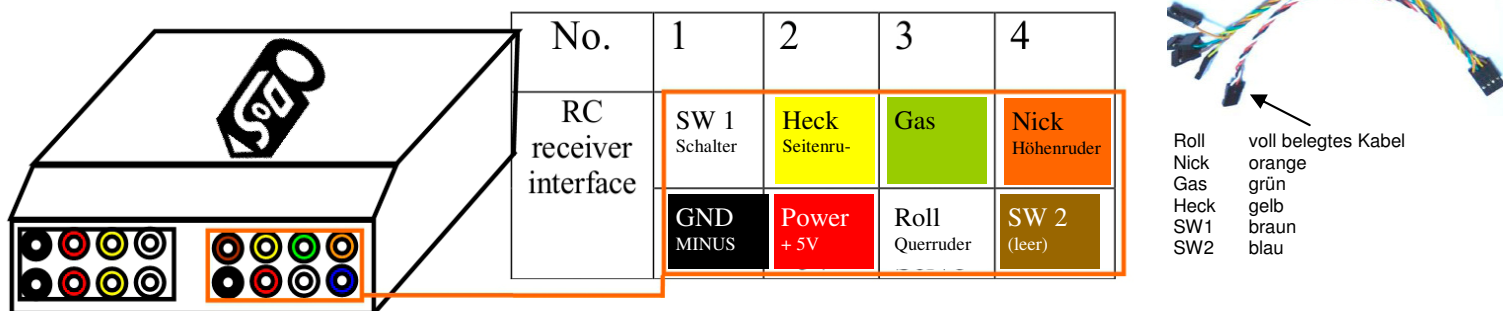 No. 1 2 3 4
RC receiver interface
SW 1 Schalter
Heck Seitenru-
Gas
Nick Höhenruder
GND MINUS
Power + 5V
Roll Querruder
SW 2 (leer)
Roll voll belegtes Kabel
Nick orange
Gas grün
Heck gelb
SW1 braun
SW2 blau